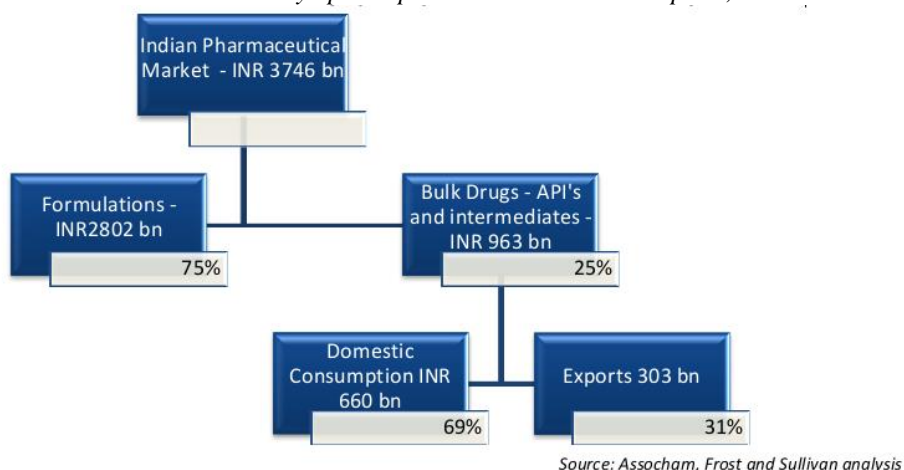 Indian Pharmaceutical
Market - INR 3746 bn
Formulations -
INR2802 bn
75%
Bulk Drugs - API's
and intermediates -
INR 963 bn
25%
Domestic
Consumption INR
660 bn
69%
Exports 303 bn
31%
Source: Assocham, Frost and Sullivan analysis